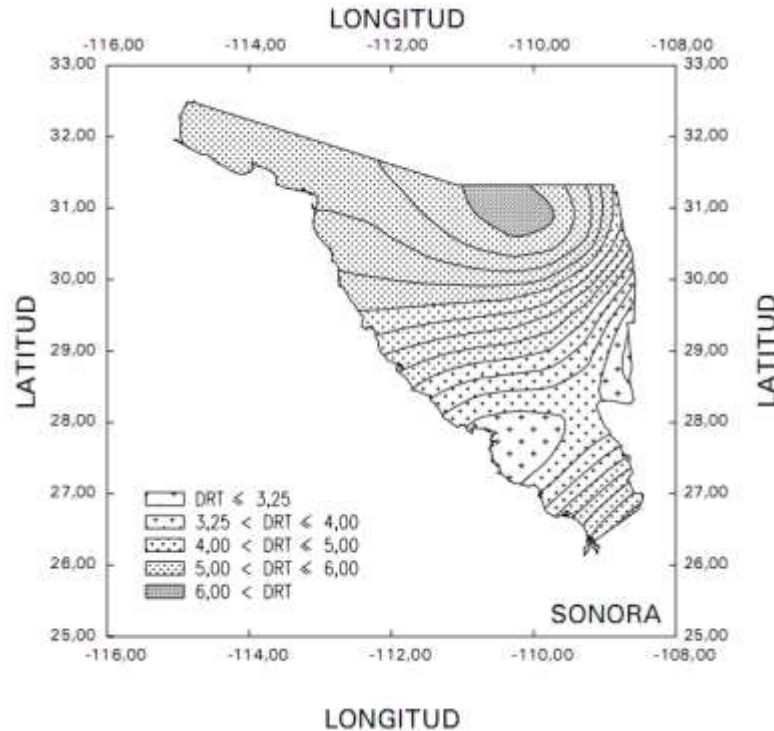 LONGITUD
-116,00 -114,00 -112,00 -110,00 -108,00
33,00 33,00
32,00 32,00
31,00 31,00
30,00 30,00
LATITUD LATITUD
29,00 29,00
28,00 28,00
27,00 27,00
26,00 26,00
25,00 25,00
DRT ≤ 3,25
3,25 < DRT ≤ 4,00
4,00 < DRT ≤ 5,00
5,00 < DRT ≤ 6,00
6,00 < DRT
SONORA
-116,00 -114,00 -112,00 -110,00 -108,00
LONGITUD